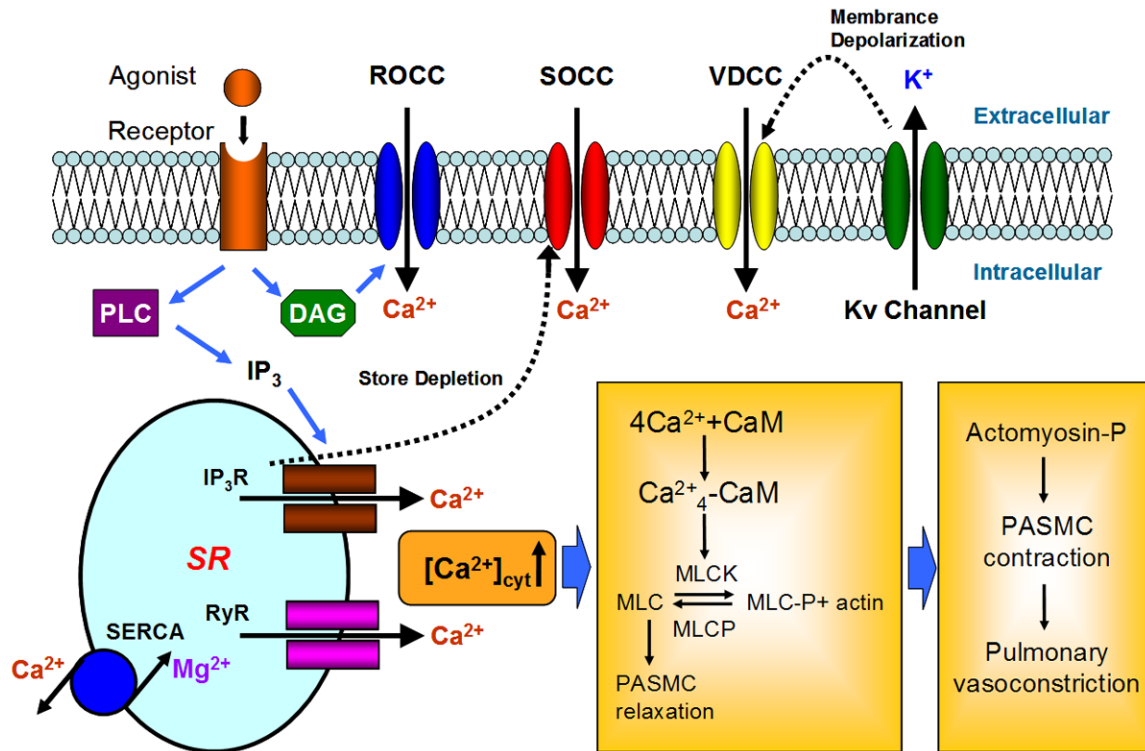 Membrance
Depolarization
Agonist
ROCC
SOCC
VDCC
K⁺
Receptor
Extracellular
Intracellular
PLC
DAG
Ca²⁺
Ca²⁺
Ca²⁺
Kv Channel
IP₃
Store Depletion
IP₃R
Ca²⁺
SR
[Ca²⁺]cyt
RyR
Ca²⁺
SERCA
Ca²⁺
Mg²⁺
4Ca²⁺+CaM
Ca²⁺₄-CaM
MLCK
MLC
MLC-P+ actin
MLCP
PASMC
relaxation
Actomyosin-P
PASMC
contraction
Pulmonary
vasoconstriction